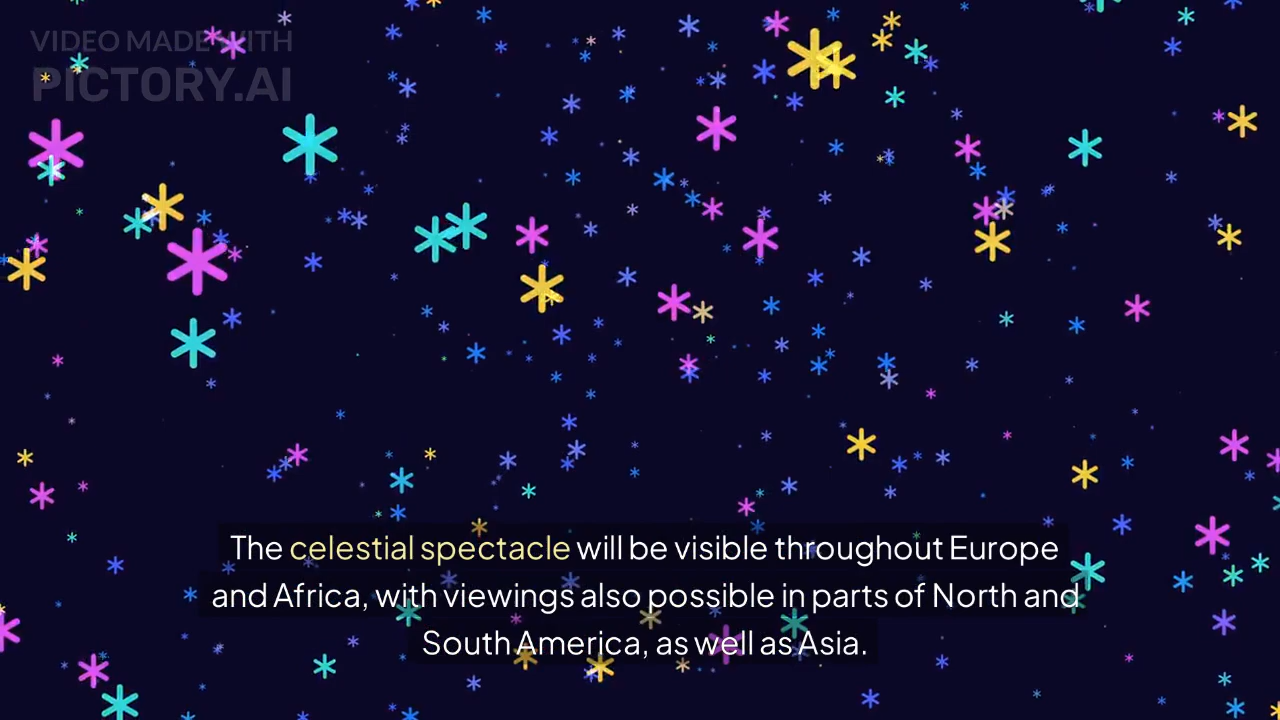 VIDEO MADE WITH
PICTORY.AI
The celestial spectacle will be visible throughout Europe
and Africa, with viewings also possible in parts of North and
South America, as well as Asia.